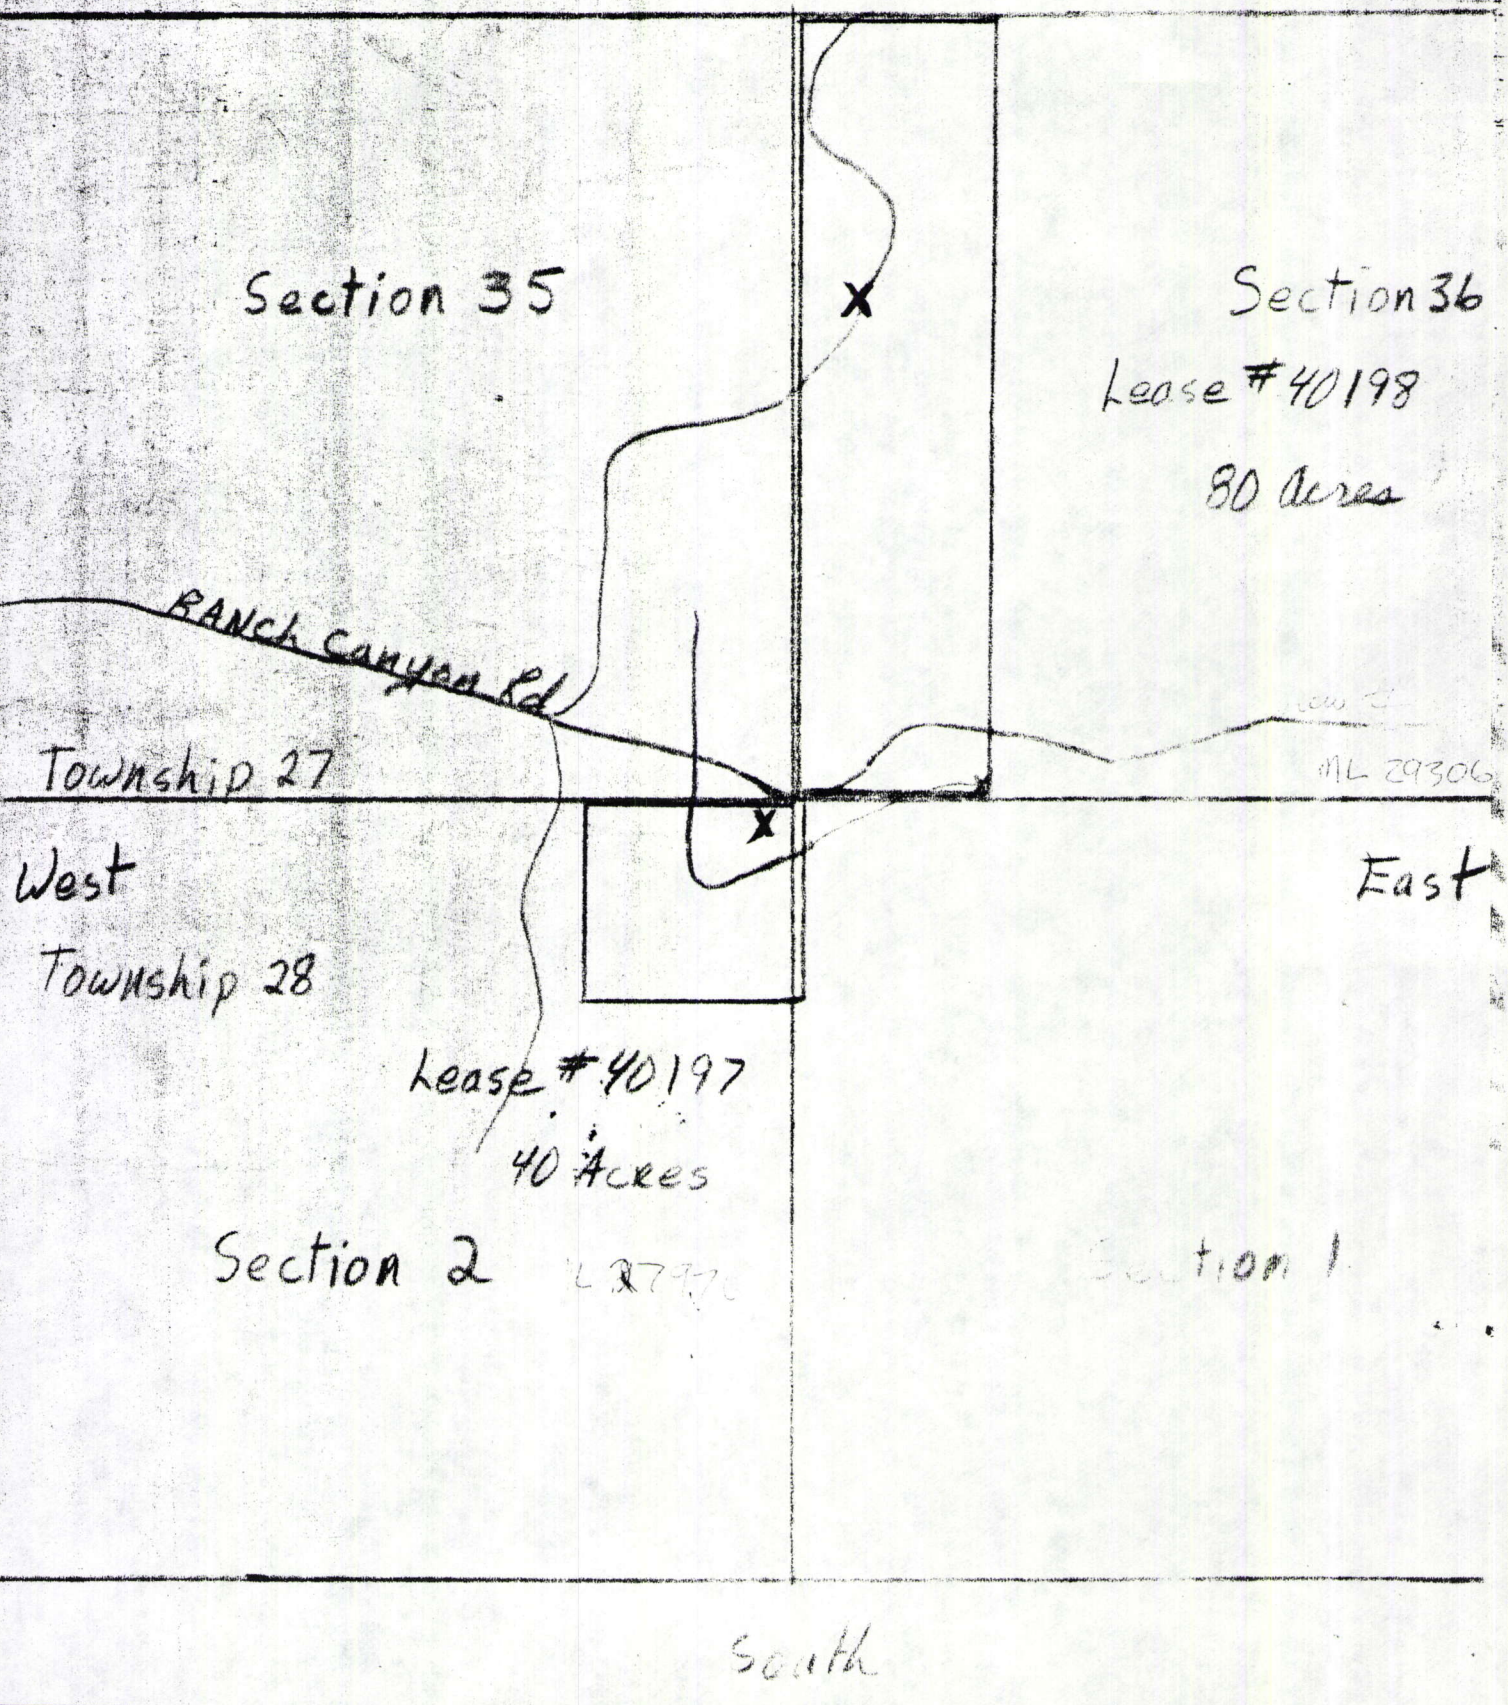 Section 35
Section 36
Lease # 40198
80 Acres
RANCh Canyon Rd
Township 27
ML 29306
West
East
Township 28
Lease # 40197
40 Acres
Section 2
Section 1
South